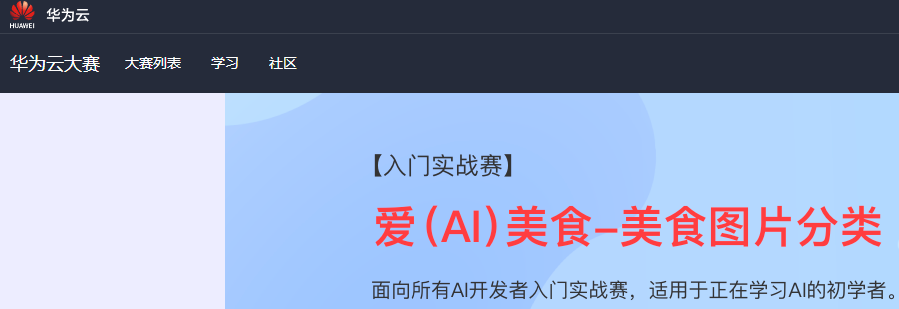 HUAWEI 华为云
华为云大赛 大赛列表 学习 社区
【入门实战赛】
爱(AI)美食-美食图片分类
面向所有AI开发者入门实战赛，适用于正在学习AI的初学者。